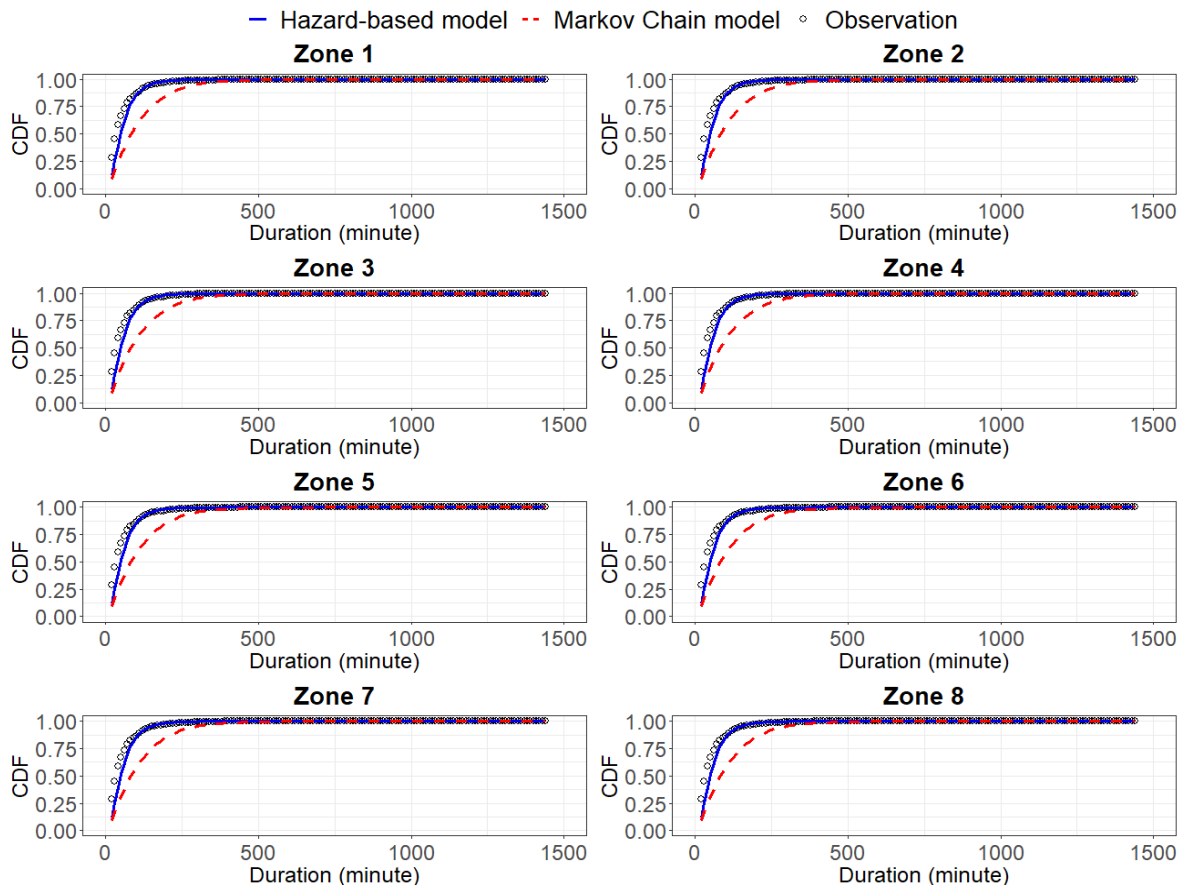 Hazard-based model Markov Chain model Observation
Zone 1 Zone 2
1.00 1.00
0.75 0.75
CDF 0.50 CDF 0.50
0.25 0.25
0.00 0.00
0 500 1000 1500 0 500 1000 1500
Duration (minute) Duration (minute)
Zone 3 Zone 4
1.00 1.00
0.75 0.75
CDF 0.50 CDF 0.50
0.25 0.25
0.00 0.00
0 500 1000 1500 0 500 1000 1500
Duration (minute) Duration (minute)
Zone 5 Zone 6
1.00 1.00
0.75 0.75
CDF 0.50 CDF 0.50
0.25 0.25
0.00 0.00
0 500 1000 1500 0 500 1000 1500
Duration (minute) Duration (minute)
Zone 7 Zone 8
1.00 1.00
0.75 0.75
CDF 0.50 CDF 0.50
0.25 0.25
0.00 0.00
0 500 1000 1500 0 500 1000 1500
Duration (minute) Duration (minute)